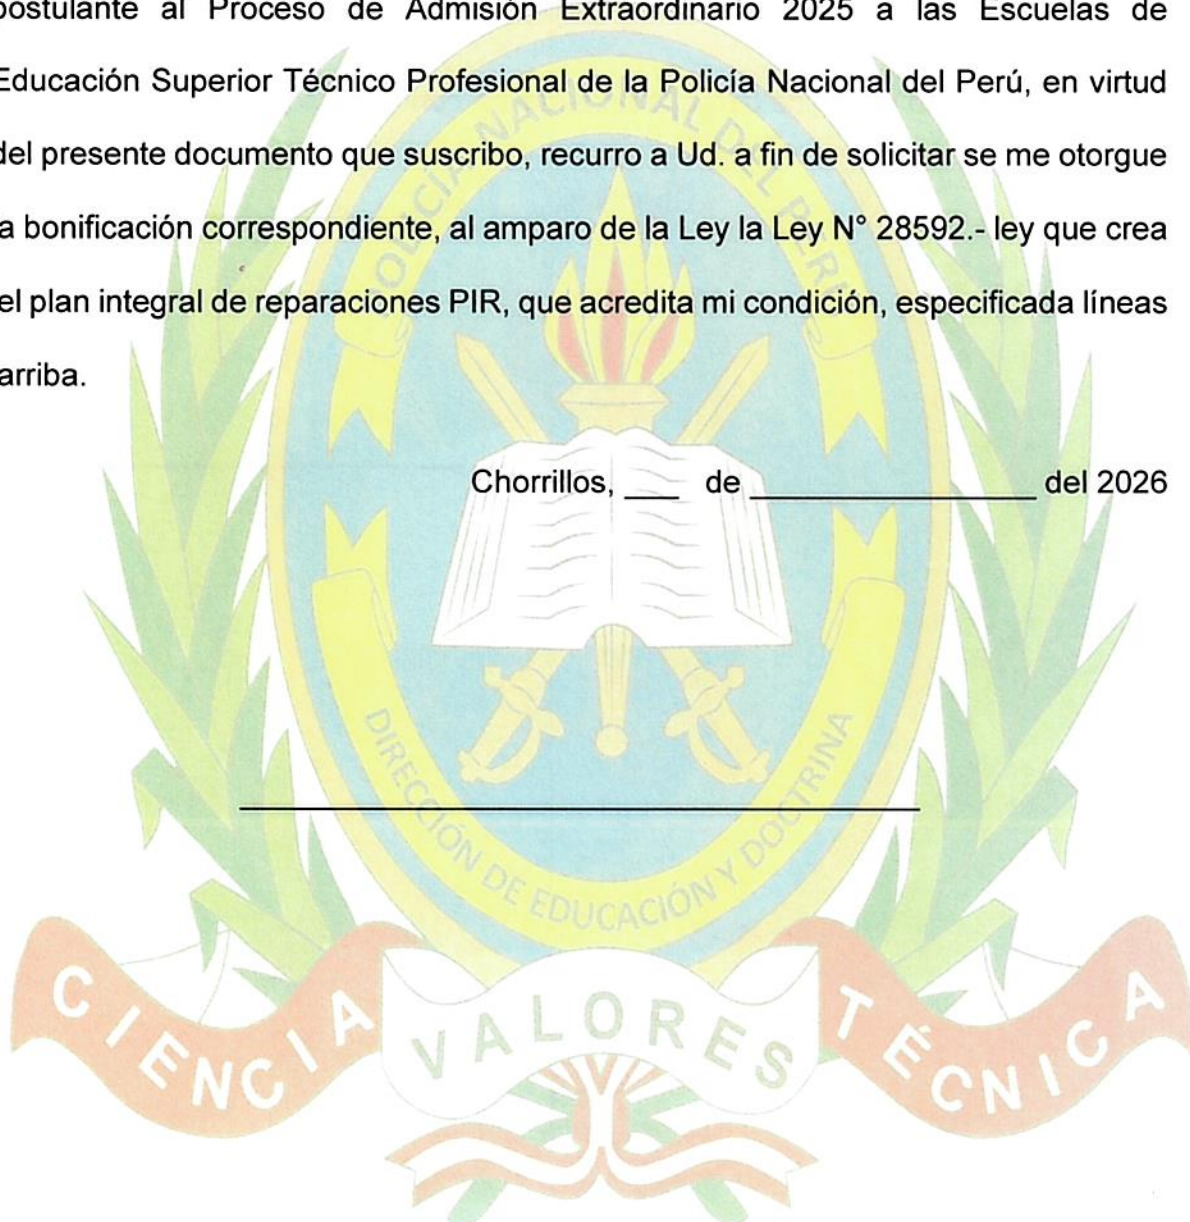 postulante al Proceso de Admisión Extraordinario 2025 a las Escuelas de
Educación Superior Técnico Profesional de la Policía Nacional del Perú, en virtud
del presente documento que suscribo, recurro a Ud. a fin de solicitar se me otorgue
la bonificación correspondiente, al amparo de la Ley la Ley N° 28592.- ley que crea
el plan integral de reparaciones PIR, que acredita mi condición, especificada líneas
arriba.
Chorrillos, ___ de ________________ del 2026
POLICÍA NACIONAL DEL PERÚ
DIRECCIÓN DE EDUCACIÓN Y DOCTRINA
CIENCIA VALORES TÉCNICA